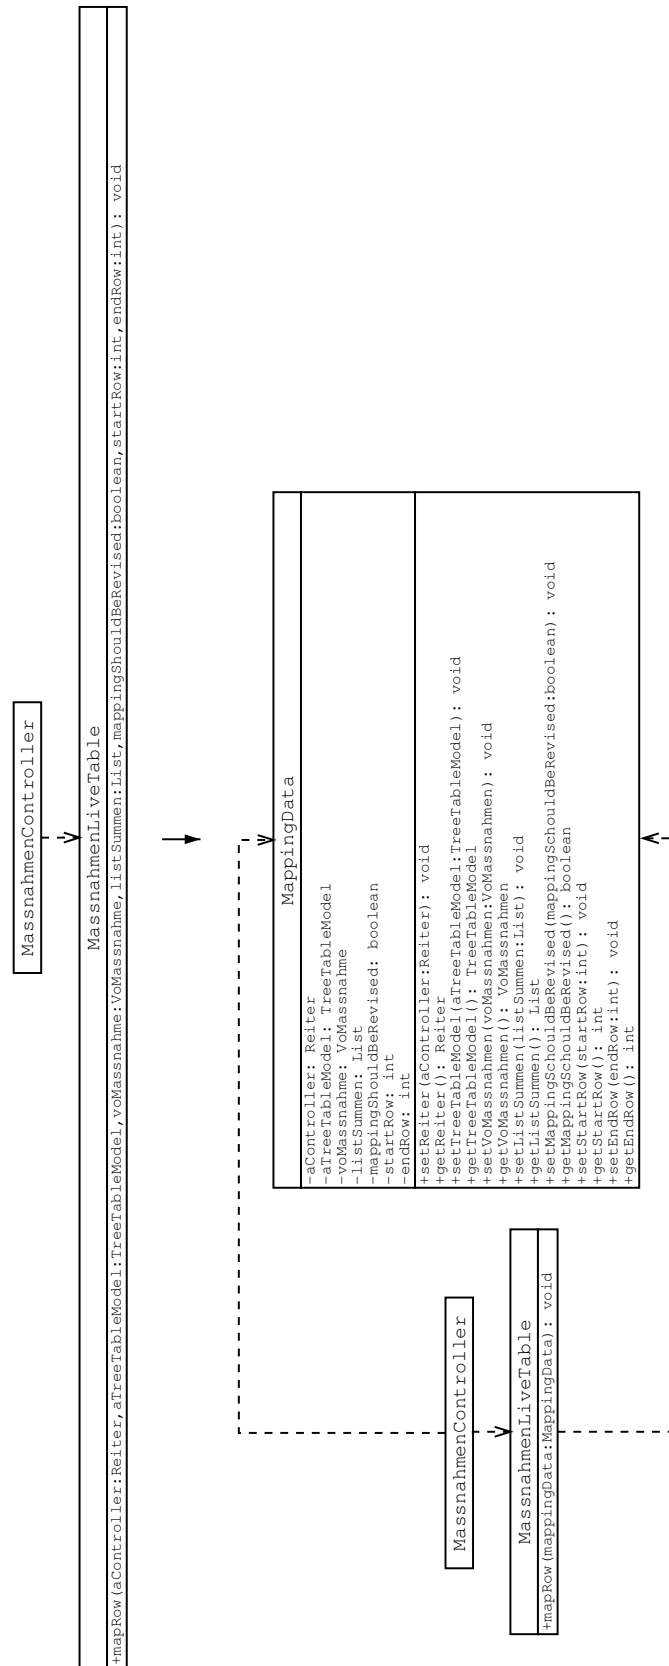 MassnahmenController
MassnahmenLiveTable
+mapRow(aController:Reiter,aTreeTableModel:TreeTableModel,voMassnahme:VoMassnahme,listSummen:List,mappingShouldBeRevised:boolean,startRow:int,endRow:int): void
MappingData
-aController: Reiter
-aTreeTableModel: TreeTableModel
-voMassnahme: VoMassnahme
-listSummen: List
-mappingShouldBeRevised: boolean
-startRow: int
-endRow: int
+setReiter(aController:Reiter): void
+getReiter(): Reiter
+setTreeTableModel(aTreeTableModel:TreeTableModel): void
+getTreeTableModel(): TreeTableModel
+setVoMassnahmen(voMassnahmen:VoMassnahmen): void
+getVoMassnahmen(): VoMassnahmen
+setListSummen(listSummen:List): void
+getListSummen(): List
+setMappingSchouldBeRevised(mappingSchouldBeRevised:boolean): void
+getMappingSchouldBeRevised(): boolean
+setStartRow(startRow:int): void
+getStartRow(): int
+setEndRow(endRow:int): void
+getEndRow(): int
MassnahmenController
MassnahmenLiveTable
+mapRow(mappingData:MappingData): void